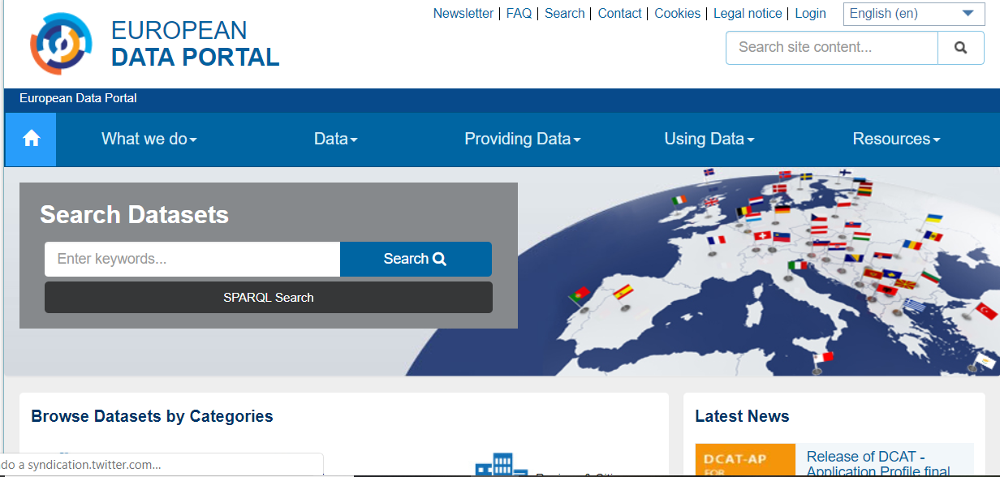 Newsletter | FAQ | Search | Contact | Cookies | Legal notice | Login
English (en)
EUROPEAN
DATA PORTAL
Search site content...
European Data Portal
What we do
Data
Providing Data
Using Data
Resources
Search Datasets
Enter keywords...
Search
SPARQL Search
Browse Datasets by Categories
Latest News
DCAT-AP
FOR
Release of DCAT -
Application Profile final
do a syndication.twitter.com...